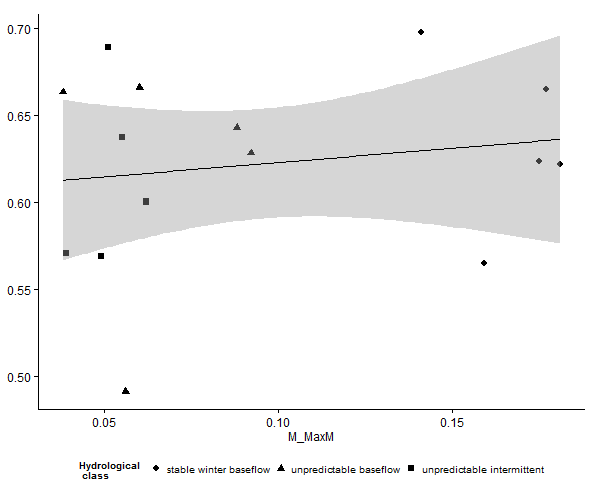 0.70
0.65
0.60
0.55
0.50
0.05 0.10 0.15
M_MaxM
Hydrological
class
stable winter baseflow unpredictable baseflow unpredictable intermittent